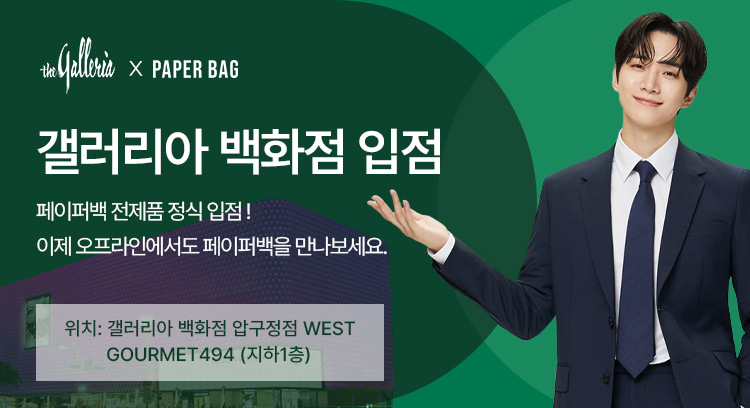 the Galleria X PAPER BAG
갤러리아 백화점 입점
페이퍼백 전제품 정식 입점 !
이제 오프라인에서도 페이퍼백을 만나보세요.
위치: 갤러리아 백화점 압구정점 WEST
GOURMET494 (지하1층)